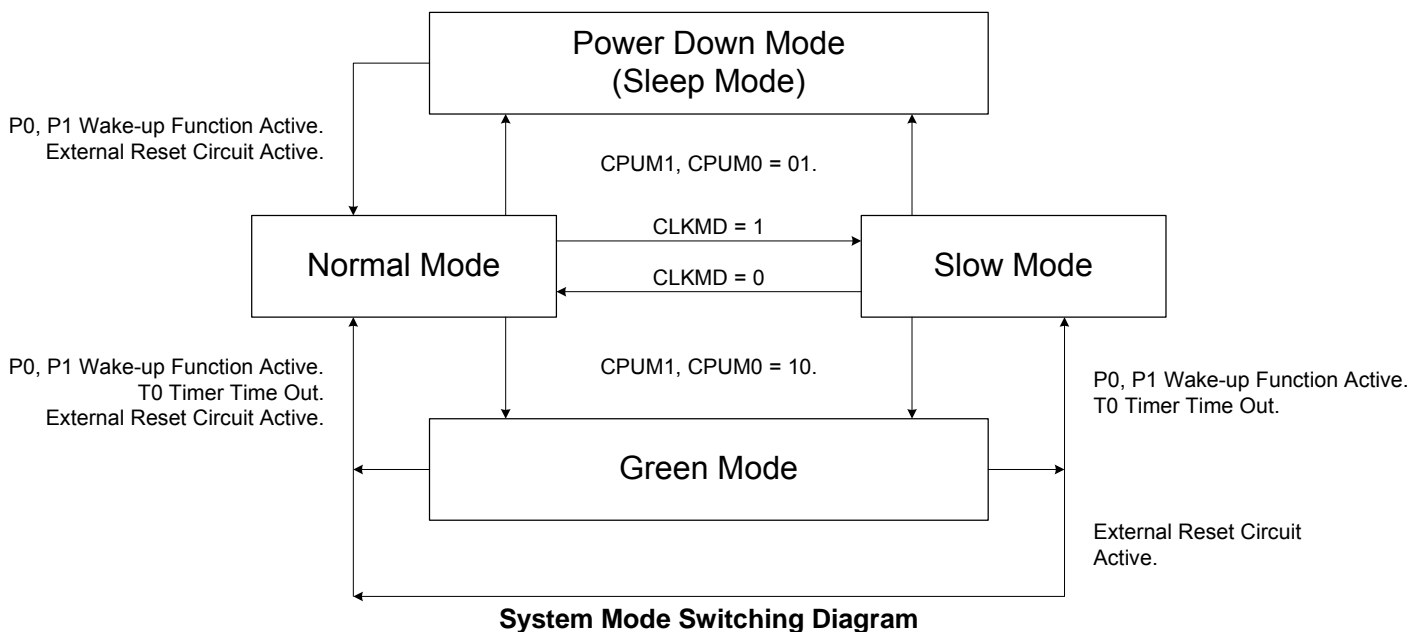 Power Down Mode
(Sleep Mode)
P0, P1 Wake-up Function Active.
External Reset Circuit Active.
CPUM1, CPUM0 = 01.
CLKMD = 1
Normal Mode
Slow Mode
CLKMD = 0
P0, P1 Wake-up Function Active.
T0 Timer Time Out.
External Reset Circuit Active.
CPUM1, CPUM0 = 10.
P0, P1 Wake-up Function Active.
T0 Timer Time Out.
Green Mode
External Reset Circuit
Active.
System Mode Switching Diagram